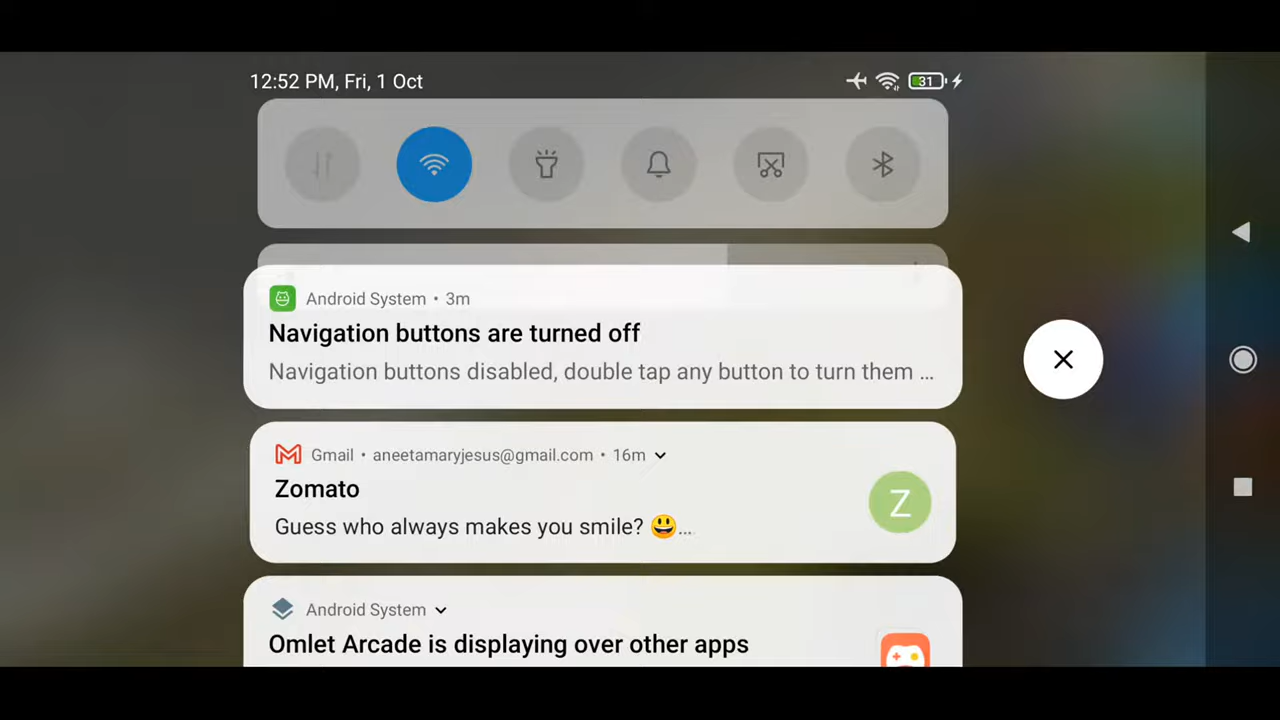 12:52 PM, Fri, 1 Oct
31
Android System • 3m
Navigation buttons are turned off
Navigation buttons disabled, double tap any button to turn them ...
Gmail • aneetamaryjesus@gmail.com • 16m
Zomato
Z
Guess who always makes you smile? 😃...
Android System
Omlet Arcade is displaying over other apps